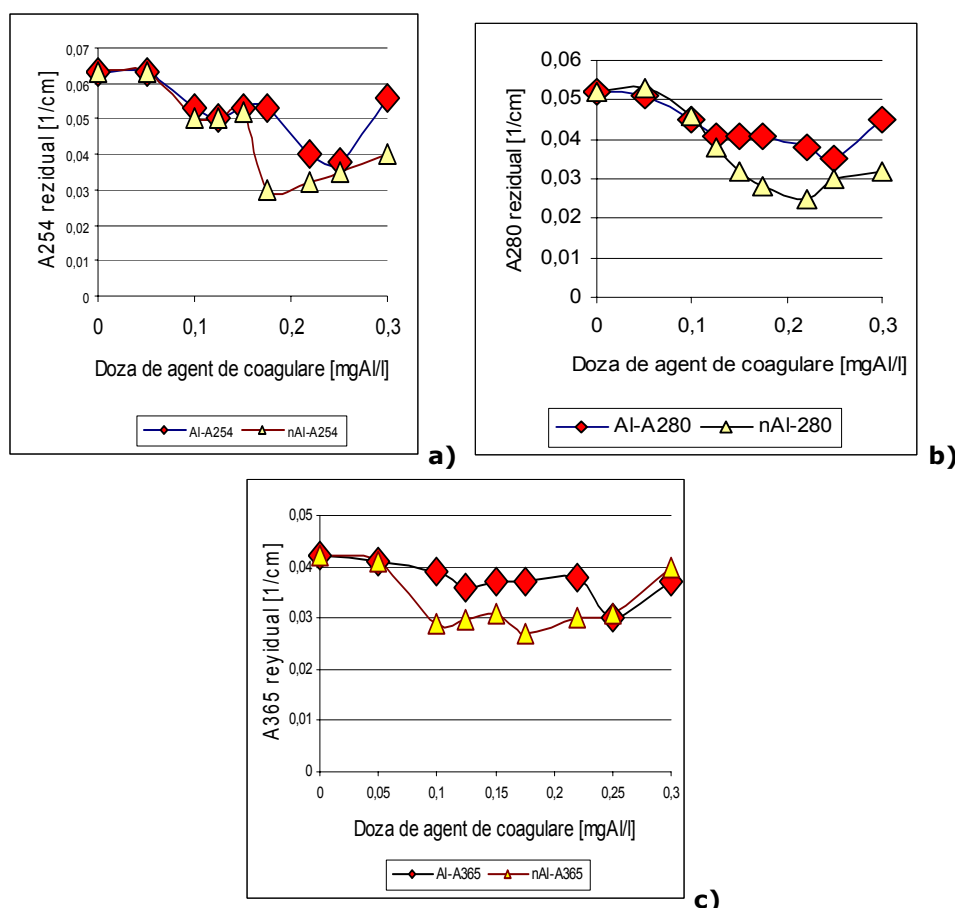 0,07
0,06
0,05
0,04
0,03
0,02
0,01
0
A254 rezidual [1/cm]
0 0,1 0,2 0,3
Doza de agent de coagulare [mgAl/l]
Al-A254 nAl-A254
a)
0,06
0,05
0,04
0,03
0,02
0,01
0
A280 rezidual [1/cm]
0 0,1 0,2 0,3
Doza de agent de coagulare [mgAl/l]
Al-A280 nAl-280
b)
0,05
0,04
0,03
0,02
0,01
0
A365 reyidual [1/cm]
0 0,05 0,1 0,15 0,2 0,25 0,3
Doza de agent de coagulare [mgAl/l]
Al-A365 nAl-A365
c)